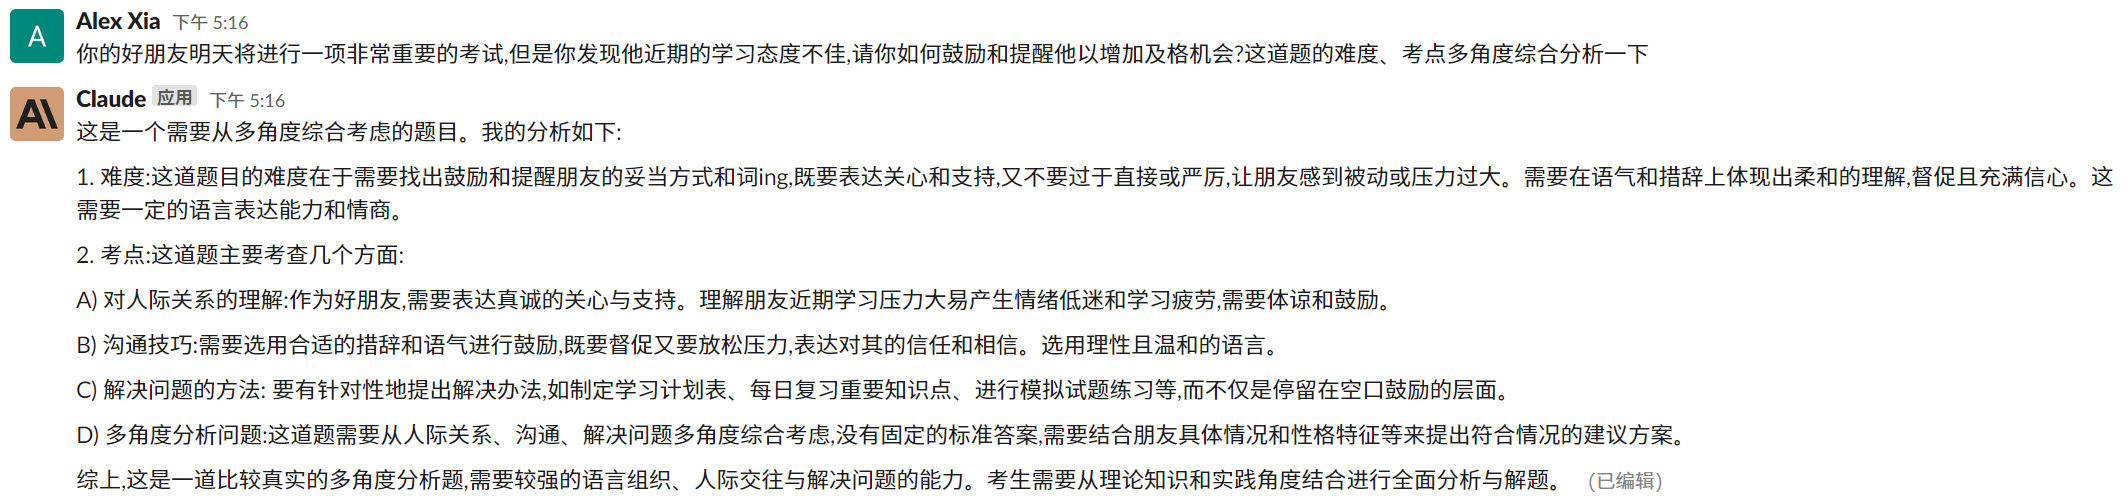 A
Alex Xia 下午 5:16
你的好朋友明天将进行一项非常重要的考试,但是你发现他近期的学习态度不佳,请你如何鼓励和提醒他以增加及格机会?这道题的难度、考点多角度综合分析一下
A\
Claude 应用 下午 5:16
这是一个需要从多角度综合考虑的题目。我的分析如下:
1. 难度:这道题目的难度在于需要找出鼓励和提醒朋友的妥当方式和词ing,既要表达关心和支持,又不要过于直接或严厉,让朋友感到被动或压力过大。需要在语气和措辞上体现出柔和的理解,督促且充满信心。这
需要一定的语言表达能力和情商。
2. 考点:这道题主要考查几个方面:
A) 对人际关系的理解:作为好朋友,需要表达真诚的关心与支持。理解朋友近期学习压力大易产生情绪低迷和学习疲劳,需要体谅和鼓励。
B) 沟通技巧:需要选用合适的措辞和语气进行鼓励,既要督促又要放松压力,表达对其的信任和相信。选用理性且温和的语言。
C) 解决问题的方法: 要有针对性地提出解决办法,如制定学习计划表、每日复习重要知识点、进行模拟试题练习等,而不仅是停留在空口鼓励的层面。
D) 多角度分析问题:这道题需要从人际关系、沟通、解决问题多角度综合考虑,没有固定的标准答案,需要结合朋友具体情况和性格特征等来提出符合情况的建议方案。
综上,这是一道比较真实的多角度分析题,需要较强的语言组织、人际交往与解决问题的能力。考生需要从理论知识和实践角度结合进行全面分析与解题。 (已编辑)